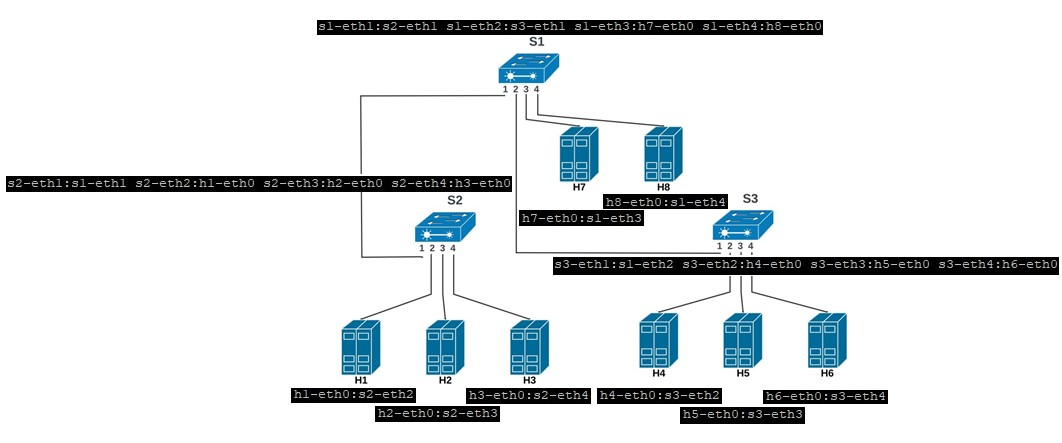 s1-eth1:s2-eth1 s1-eth2:s3-eth1 s1-eth3:h7-eth0 s1-eth4:h8-eth0
S1
1 2 3 4
H7
H8
s2-eth1:s1-eth1 s2-eth2:h1-eth0 s2-eth3:h2-eth0 s2-eth4:h3-eth0
h8-eth0:s1-eth4
h7-eth0:s1-eth3
S2
1 2 3 4
S3
1 2 3 4
s3-eth1:s1-eth2 s3-eth2:h4-eth0 s3-eth3:h5-eth0 s3-eth4:h6-eth0
H1
H2
H3
H4
H5
H6
h1-eth0:s2-eth2
h3-eth0:s2-eth4
h4-eth0:s3-eth2
h6-eth0:s3-eth4
h2-eth0:s2-eth3
h5-eth0:s3-eth3